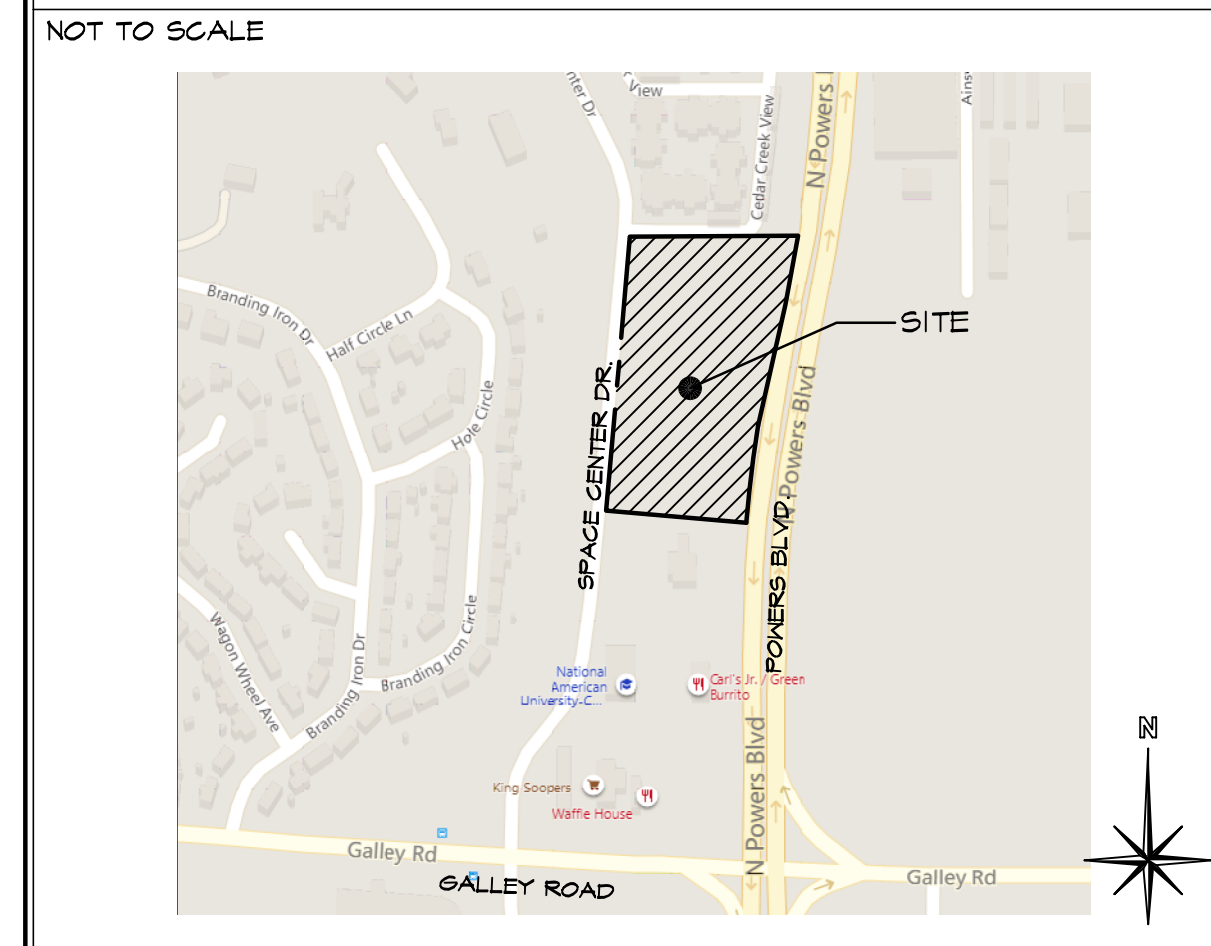 NOT TO SCALE
nter Dr
View
Cedar Creek View
N Powers
Ains
Branding Iron Dr
Half Circle Ln
SITE
Hole Circle
SPACE CENTER DR.
N Powers Blvd
POWERS BLVD.
Wagon Wheel Ave
Branding Iron Dr
Branding Iron Circle
National
American
University-C...
Carl's Jr. / Green
Burrito
N
N Powers Blvd
King Soopers
Waffle House
Galley Rd
GALLEY ROAD
Galley Rd